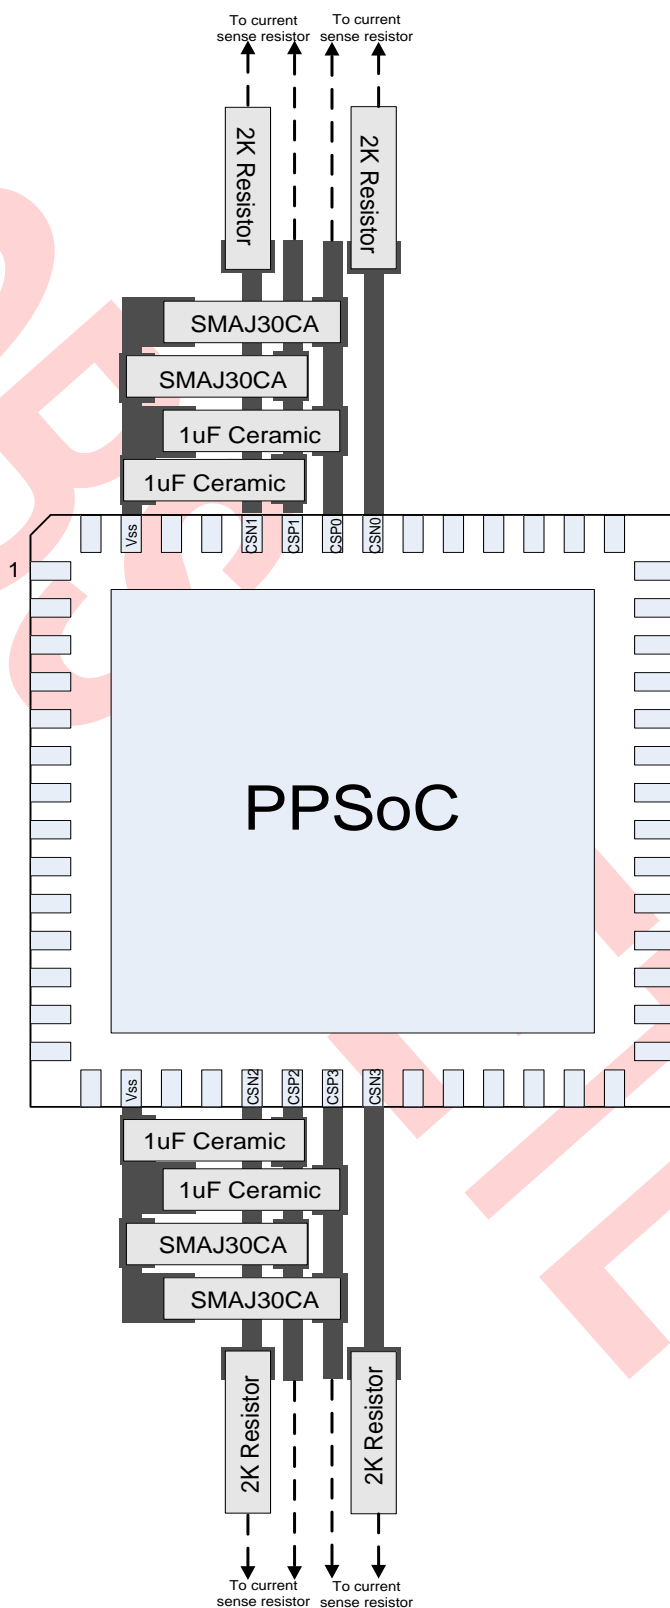 To current
sense resistor
To current
sense resistor
2K Resistor
2K Resistor
SMAJ30CA
SMAJ30CA
1uF Ceramic
1uF Ceramic
Vss
CSN1
CSP1
CSP0
CSN0
1
PPSoC
Vss
CSN2
CSP2
CSP3
CSN3
1uF Ceramic
1uF Ceramic
SMAJ30CA
SMAJ30CA
2K Resistor
2K Resistor
To current
sense resistor
To current
sense resistor